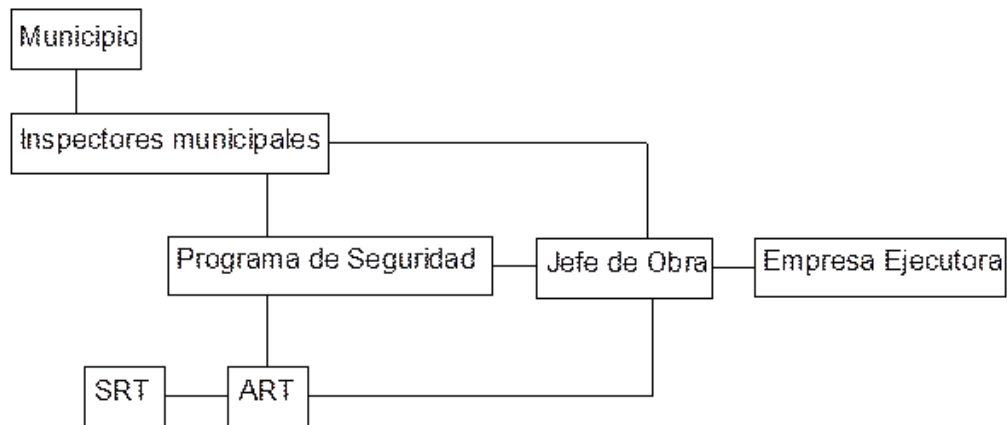 Municipio
Inspectores municipales
Programa de Seguridad
Jefe de Obra
Empresa Ejecutora
SRT
ART